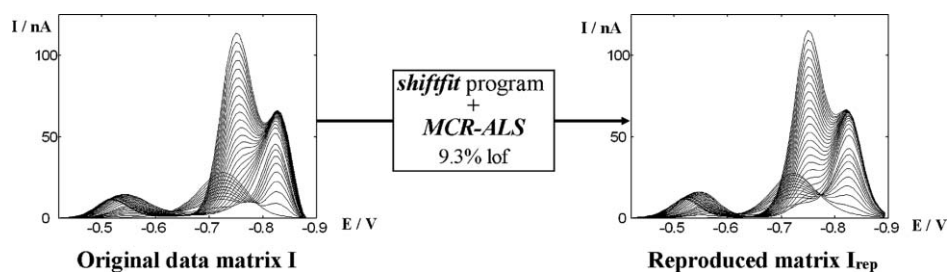 I / nA
100
50
0
-0.5
-0.6
-0.7
-0.8
-0.9
E / V
Original data matrix I
shiftfit program
+
MCR-ALS
9.3% lof
I / nA
100
50
0
-0.5
-0.6
-0.7
-0.8
-0.9
E / V
Reproduced matrix Irep